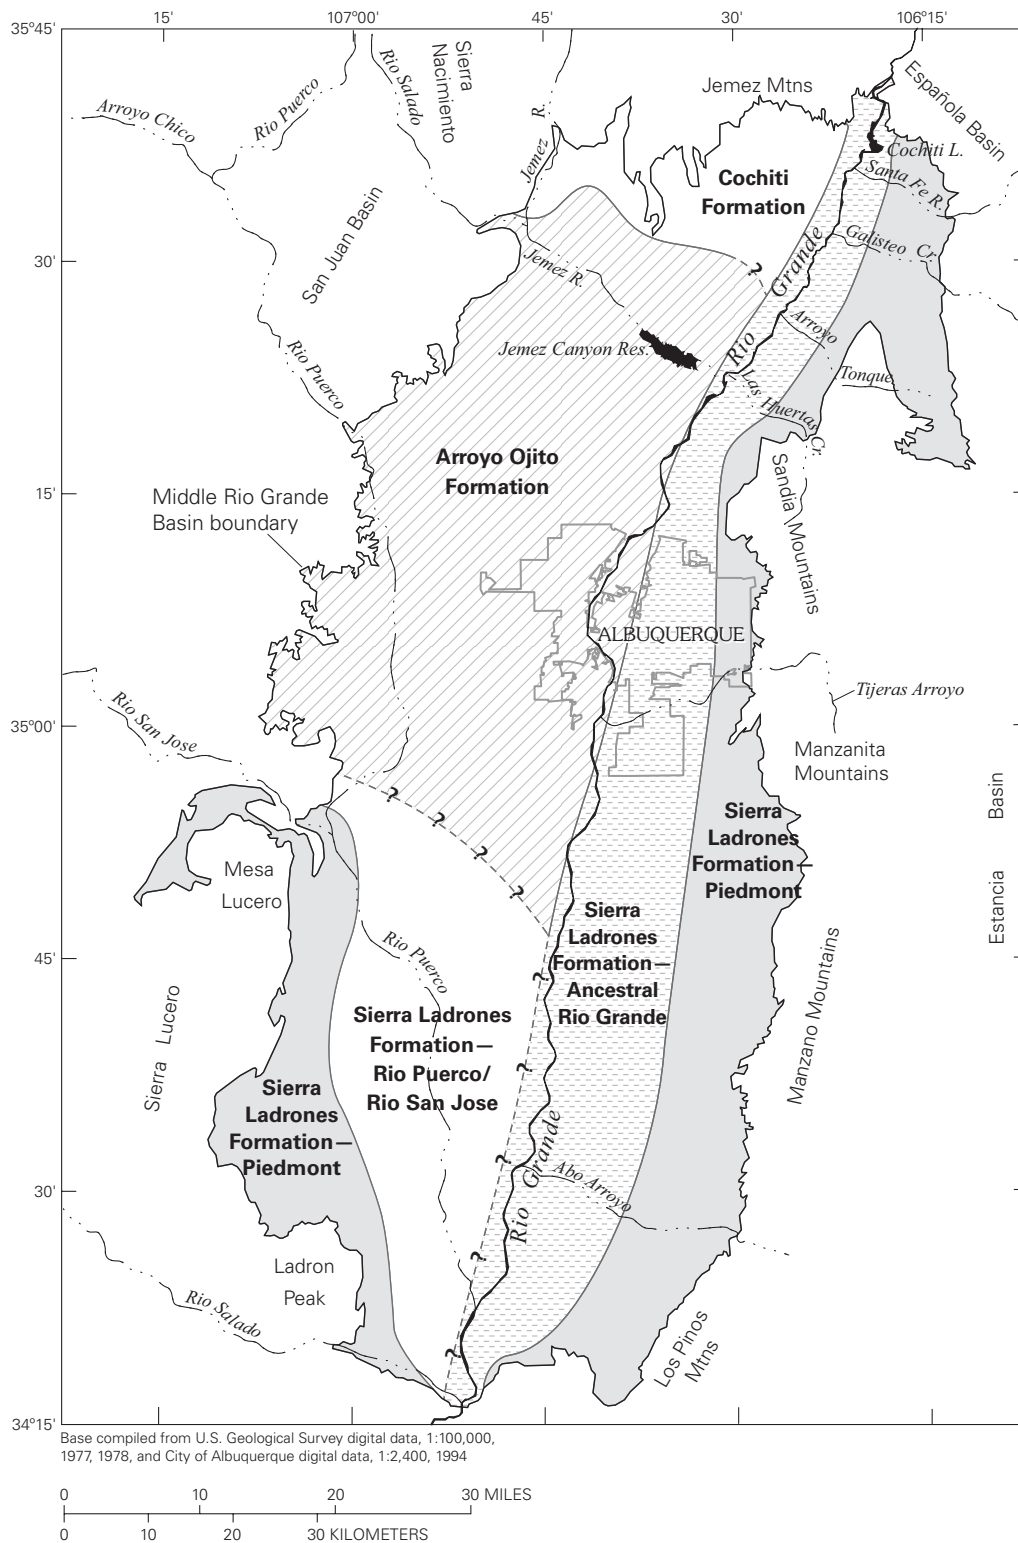 15'
107°00'
45'
30'
106°15'
35°45'
Sierra
Nacimiento
Rio Salado
Rio Puerco
Arroyo Chico
Jemez R.
Jemez Mtns
Española Basin
Cochiti L.
Santa Fe R.
Cochiti
Formation
San Juan Basin
Galisteo Cr.
30'
Jemez R.
?
Rio Grande
Arroyo
Tonque
Jemez Canyon Res.
Rio Puerco
Las Huertas Cr.
Arroyo Ojito
Formation
15'
Middle Rio Grande
Basin boundary
Sandia Mountains
ALBUQUERQUE
Tijeras Arroyo
Rio San Jose
35°00'
Manzanita
Mountains
?
?
?
?
Sierra
Ladrones
Formation—
Piedmont
Estancia Basin
Mesa
Lucero
Sierra
Ladrones
Formation—
Ancestral
Rio Grande
Rio Puerco
45'
?
Sierra Lucero
Sierra Ladrones
Formation—
Rio Puerco/
Rio San Jose
Manzano Mountains
?
Sierra
Ladrones
Formation—
Piedmont
?
Rio Grande
Abo Arroyo
30'
?
Ladron
Peak
Rio Salado
?
Los Pinos
Mtns
34°15'
Base compiled from U.S. Geological Survey digital data, 1:100,000,
1977, 1978, and City of Albuquerque digital data, 1:2,400, 1994
0 10 20 30 MILES
0 10 20 30 KILOMETERS